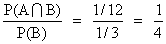 P(A∩B)/P(B) = 1/12 / 1/3 = 1/4